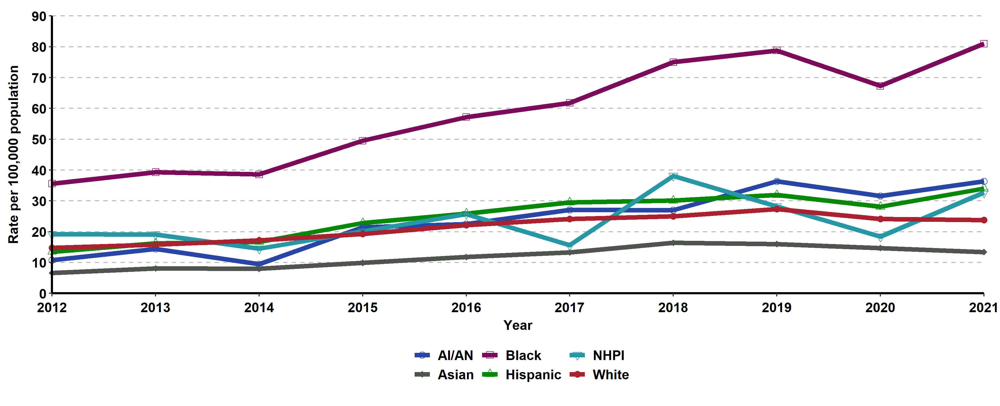 90
80
70
60
50
40
30
20
10
0
Rate per 100,000 population
2012 2013 2014 2015 2016 2017 2018 2019 2020 2021
Year
AI/AN Black NHPI
Asian Hispanic White